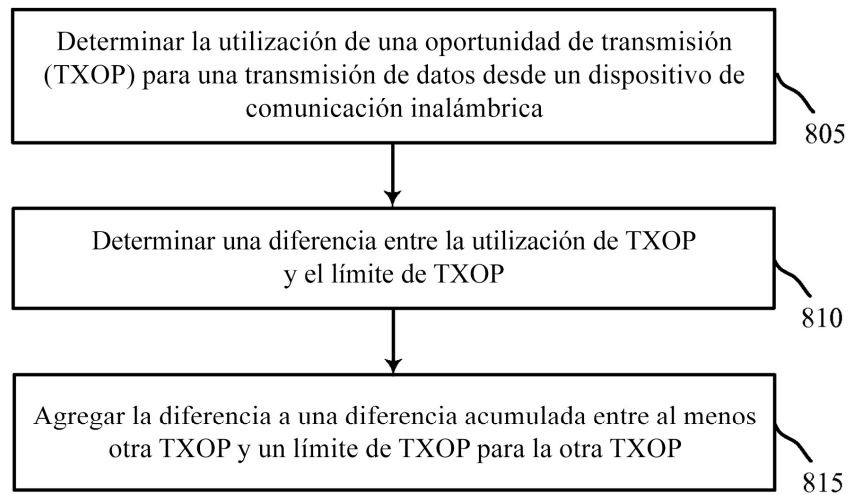 Determinar la utilización de una oportunidad de transmisión
(TXOP) para una transmisión de datos desde un dispositivo de
comunicación inalámbrica
805
Determinar una diferencia entre la utilización de TXOP
y el límite de TXOP
810
Agregar la diferencia a una diferencia acumulada entre al menos
otra TXOP y un límite de TXOP para la otra TXOP
815